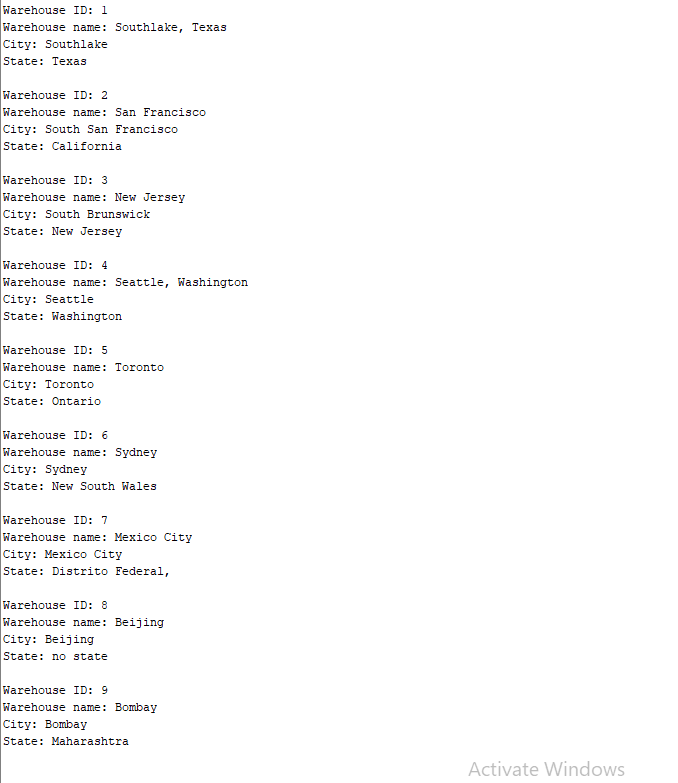 Warehouse ID: 1
Warehouse name: Southlake, Texas
City: Southlake
State: Texas
Warehouse ID: 2
Warehouse name: San Francisco
City: South San Francisco
State: California
Warehouse ID: 3
Warehouse name: New Jersey
City: South Brunswick
State: New Jersey
Warehouse ID: 4
Warehouse name: Seattle, Washington
City: Seattle
State: Washington
Warehouse ID: 5
Warehouse name: Toronto
City: Toronto
State: Ontario
Warehouse ID: 6
Warehouse name: Sydney
City: Sydney
State: New South Wales
Warehouse ID: 7
Warehouse name: Mexico City
City: Mexico City
State: Distrito Federal,
Warehouse ID: 8
Warehouse name: Beijing
City: Beijing
State: no state
Warehouse ID: 9
Warehouse name: Bombay
City: Bombay
State: Maharashtra
Activate Windows